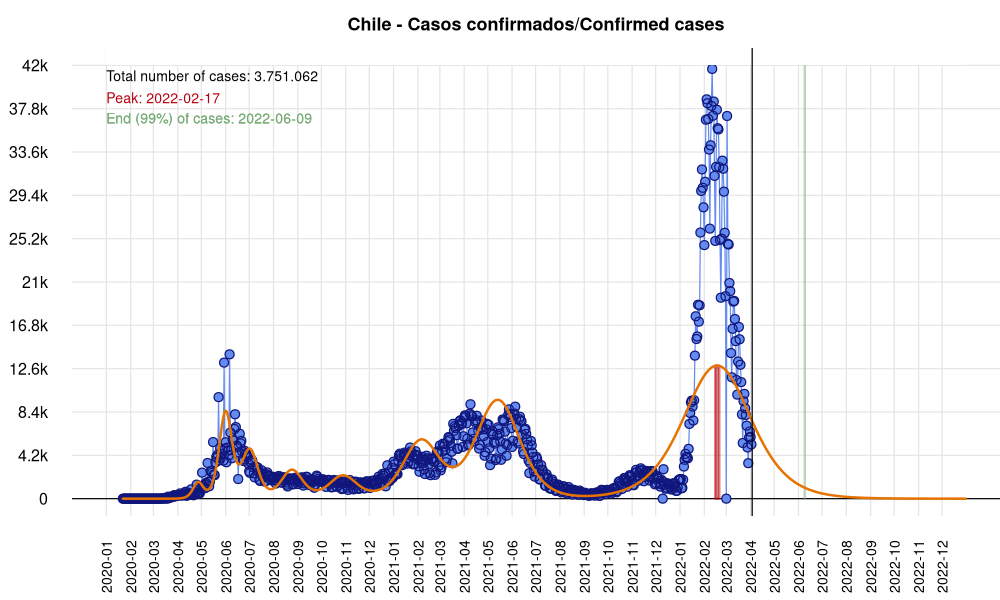 Chile - Casos confirmados/Confirmed cases
Total number of cases: 3.751.062
Peak: 2022-02-17
End (99%) of cases: 2022-06-09
42k
37.8k
33.6k
29.4k
25.2k
21k
16.8k
12.6k
8.4k
4.2k
0
2020-01
2020-02
2020-03
2020-04
2020-05
2020-06
2020-07
2020-08
2020-09
2020-10
2020-11
2020-12
2021-01
2021-02
2021-03
2021-04
2021-05
2021-06
2021-07
2021-08
2021-09
2021-10
2021-11
2021-12
2022-01
2022-02
2022-03
2022-04
2022-05
2022-06
2022-07
2022-08
2022-09
2022-10
2022-11
2022-12